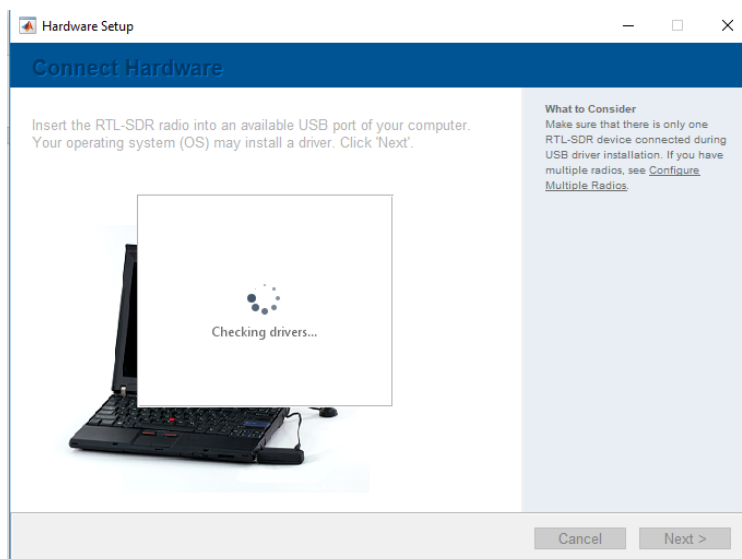 Hardware Setup
Connect Hardware
Insert the RTL-SDR radio into an available USB port of your computer.
Your operating system (OS) may install a driver. Click 'Next'.
Checking drivers...
What to Consider
Make sure that there is only one
RTL-SDR device connected during
USB driver installation. If you have
multiple radios, see Configure
Multiple Radios.
Cancel
Next >